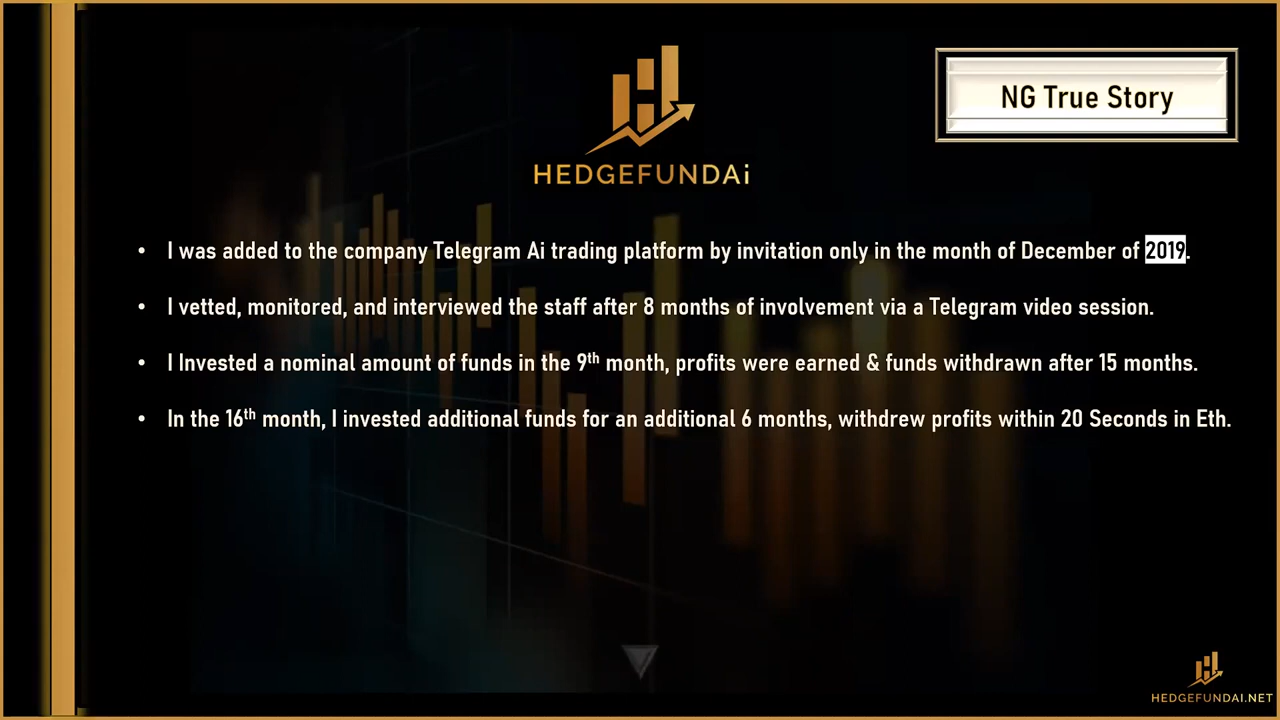 NG True Story
HEDGEFUNDAi
• I was added to the company Telegram Ai trading platform by invitation only in the month of December of 2019.
• I vetted, monitored, and interviewed the staff after 8 months of involvement via a Telegram video session.
• I Invested a nominal amount of funds in the 9th month, profits were earned & funds withdrawn after 15 months.
• In the 16th month, I invested additional funds for an additional 6 months, withdrew profits within 20 Seconds in Eth.
HEDGEFUNDAI.NET